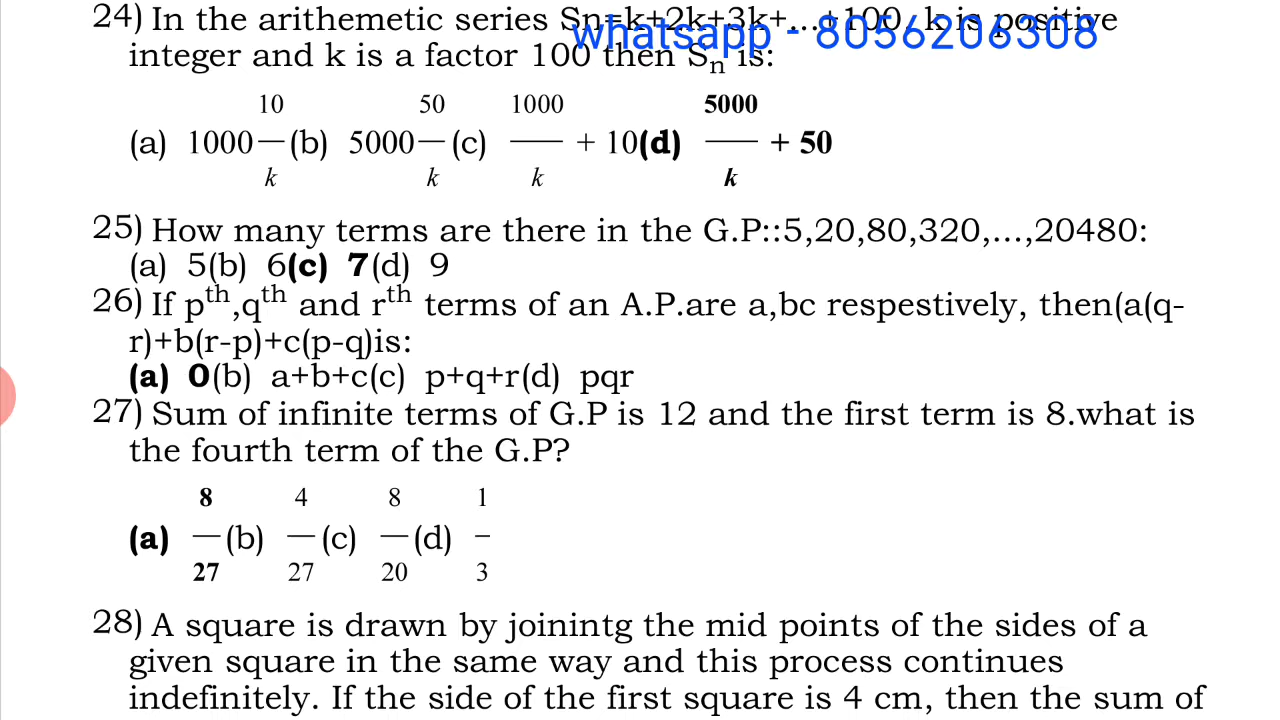 24) In the arithemetic series Sn=k+2k+3k+...+100, k is positive
whatsapp - 8056206308
integer and k is a factor 100 then Sn is:
10 50 1000 5000
(a) 1000 — (b) 5000 — (c) — + 10 (d) — + 50
k k k k
25) How many terms are there in the G.P::5,20,80,320,...,20480:
(a) 5(b) 6(c) 7(d) 9
26) If pth,qth and rth terms of an A.P.are a,bc respestively, then(a(q-
r)+b(r-p)+c(p-q)is:
(a) 0(b) a+b+c(c) p+q+r(d) pqr
27) Sum of infinite terms of G.P is 12 and the first term is 8.what is
the fourth term of the G.P?
8 4 8 1
(a) — (b) — (c) — (d) –
27 27 20 3
28) A square is drawn by joinintg the mid points of the sides of a
given square in the same way and this process continues
indefinitely. If the side of the first square is 4 cm, then the sum of